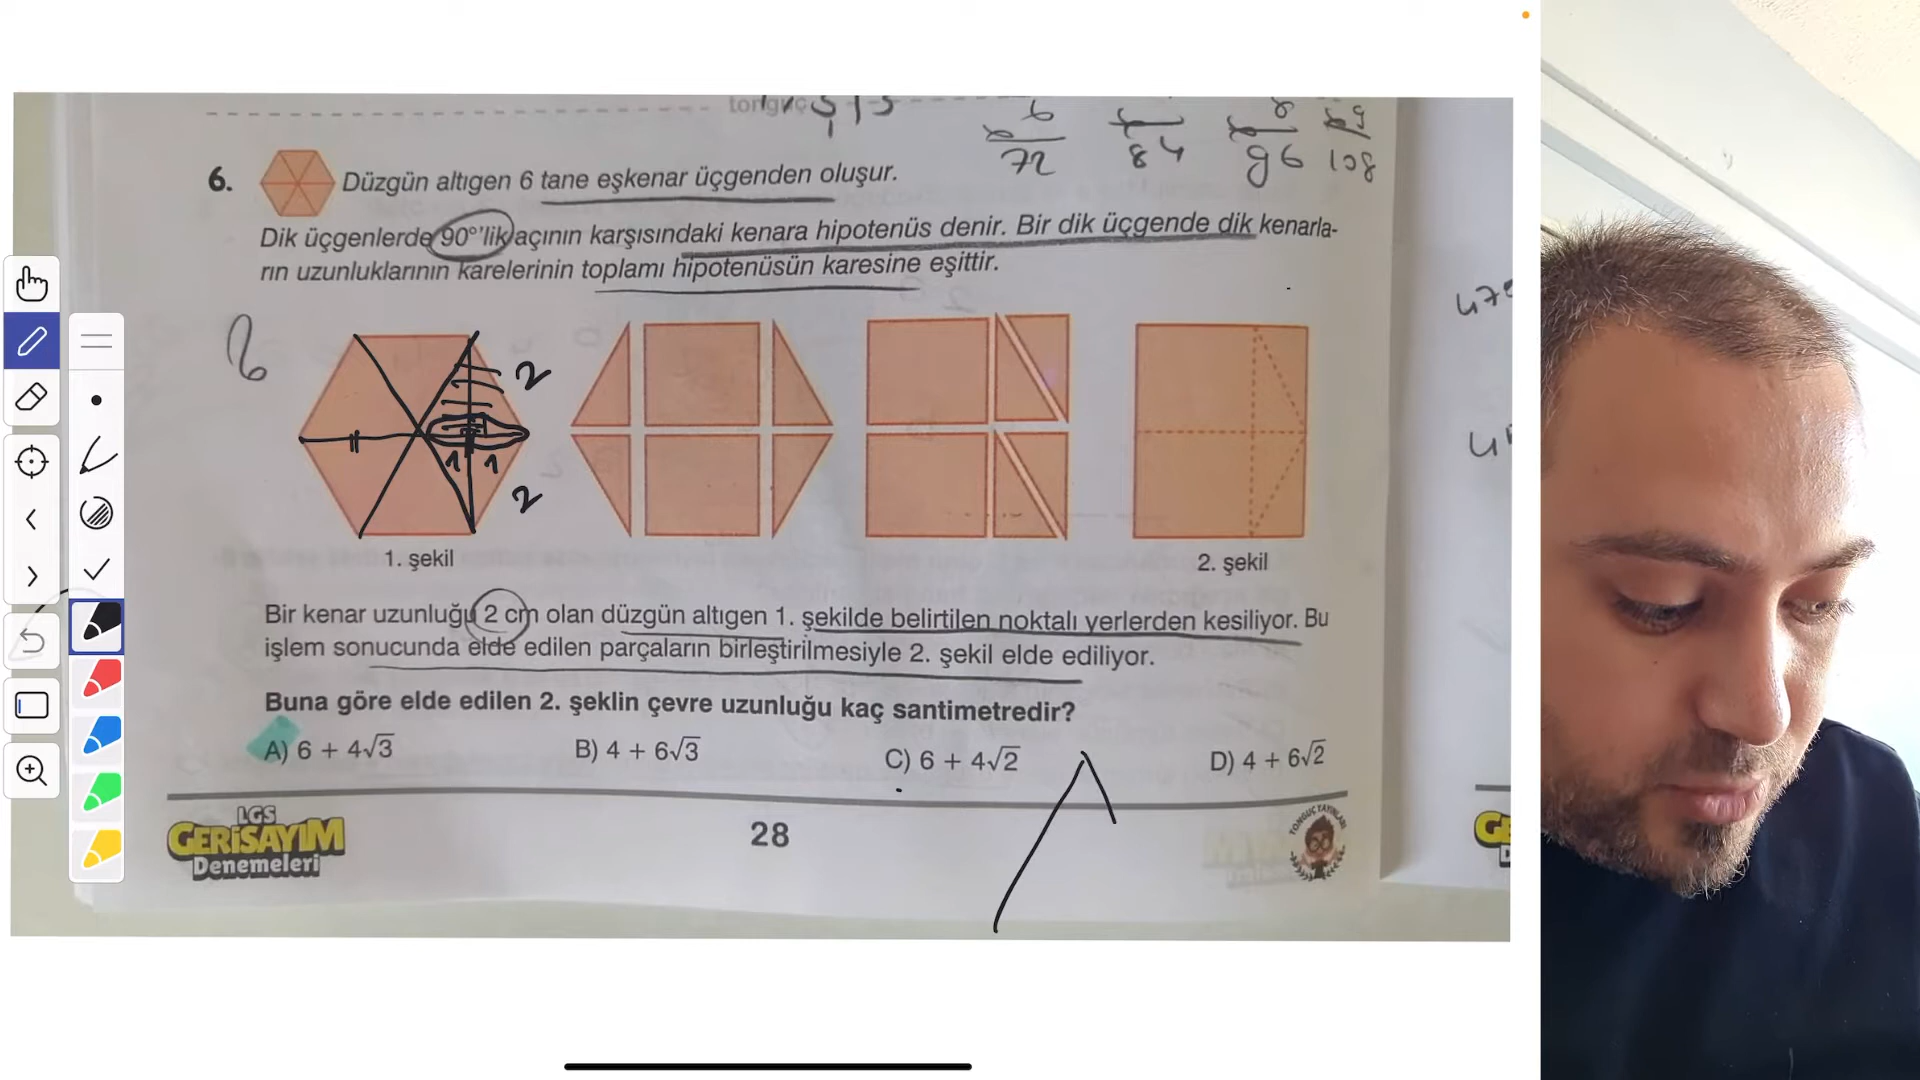 tonguç
6
72
84
8
96
108
6. Düzgün altıgen 6 tane eşkenar üçgenden oluşur.
Dik üçgenlerde 90°'lik açının karşısındaki kenara hipotenüs denir. Bir dik üçgende dik kenarla-
rın uzunluklarının karelerinin toplamı hipotenüsün karesine eşittir.
2
1 1
2
1. şekil
2. şekil
Bir kenar uzunluğu 2 cm olan düzgün altıgen 1. şekilde belirtilen noktalı yerlerden kesiliyor. Bu
işlem sonucunda elde edilen parçaların birleştirilmesiyle 2. şekil elde ediliyor.
Buna göre elde edilen 2. şeklin çevre uzunluğu kaç santimetredir?
A) 6 + 4√3 B) 4 + 6√3 C) 6 + 4√2 D) 4 + 6√2
LGS
GERİSAYIM
Denemeleri
28
TONGUÇ YAYINLARI